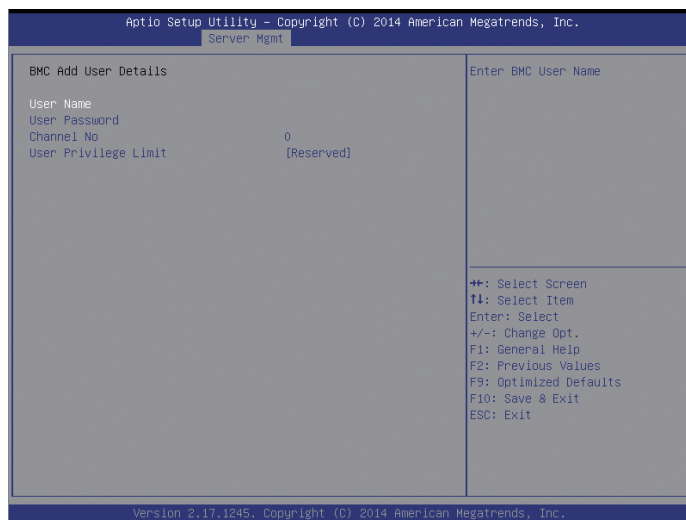 Aptio Setup Utility – Copyright (C) 2014 American Megatrends, Inc.
Server Mgmt
BMC Add User Details
User Name
User Password
Channel No 0
User Privilege Limit [Reserved]
Enter BMC User Name
→←: Select Screen
↑↓: Select Item
Enter: Select
+/-: Change Opt.
F1: General Help
F2: Previous Values
F9: Optimized Defaults
F10: Save & Exit
ESC: Exit
Version 2.17.1245. Copyright (C) 2014 American Megatrends, Inc.